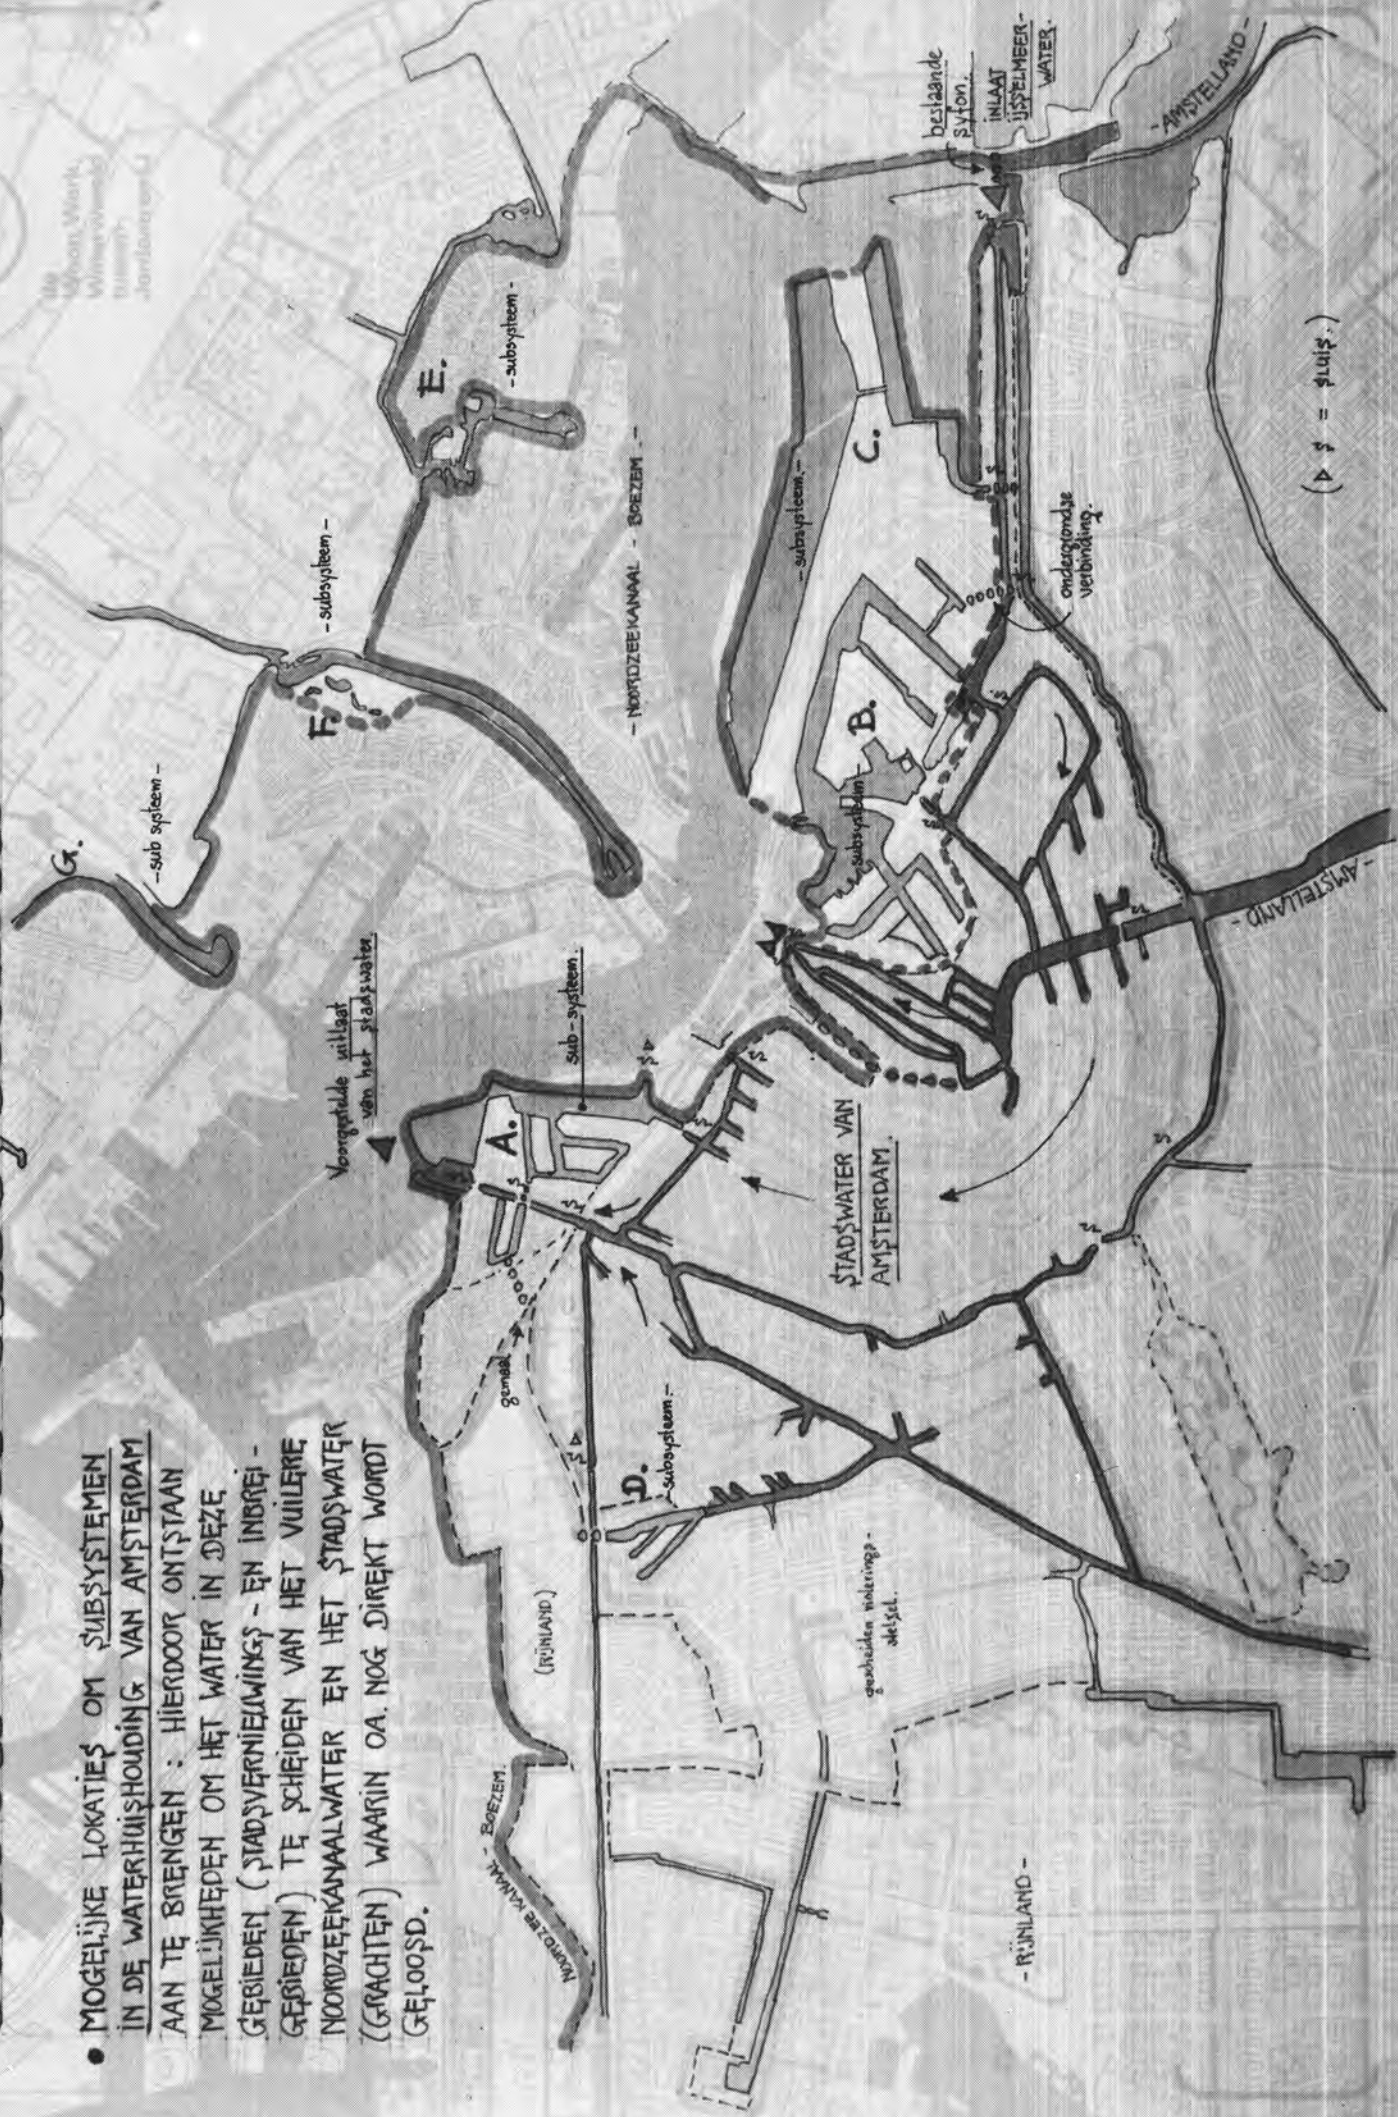 • MOGELIJKE LOKATIES OM SUBSYSTEMEN
IN DE WATERHUISHOUDING VAN AMSTERDAM
AAN TE BRENGEN : HIERDOOR ONTSTAAN
MOGELIJKHEDEN OM HET WATER IN DEZE
GEBIEDEN (STADSVERNIEUWINGS - EN INBREI -
GEBIEDEN) TE SCHEIDEN VAN HET VUILERE
NOORDZEEKANAALWATER EN HET STADSWATER
(GRACHTEN) WAARIN OA. NOG DIREKT WORDT
GELOOSD.
Voorgestelde uitlaat
van het stadswater
G.
- sub systeem -
F.
- subsysteem -
E.
- subsysteem -
NOORDZEE KANAAL - BOEZEM.
(RIJNLAND)
gemaal
A.
sub-systeem.
S
- NOORDZEEKANAAL - BOEZEM -
D.
- subsysteem -
S
STADSWATER VAN
AMSTERDAM.
B.
subsysteem -
C.
- subsysteem. -
bestaande
syfon.
INLAAT
IJSSELMEER-
WATER.
- AMSTELLAND -
ondergrondse
verbinding.
gescheiden riolerings-
stelsel.
- RIJNLAND -
- AMSTELLAND -
(▷ S = SLUIS.)
Woon, Werk,